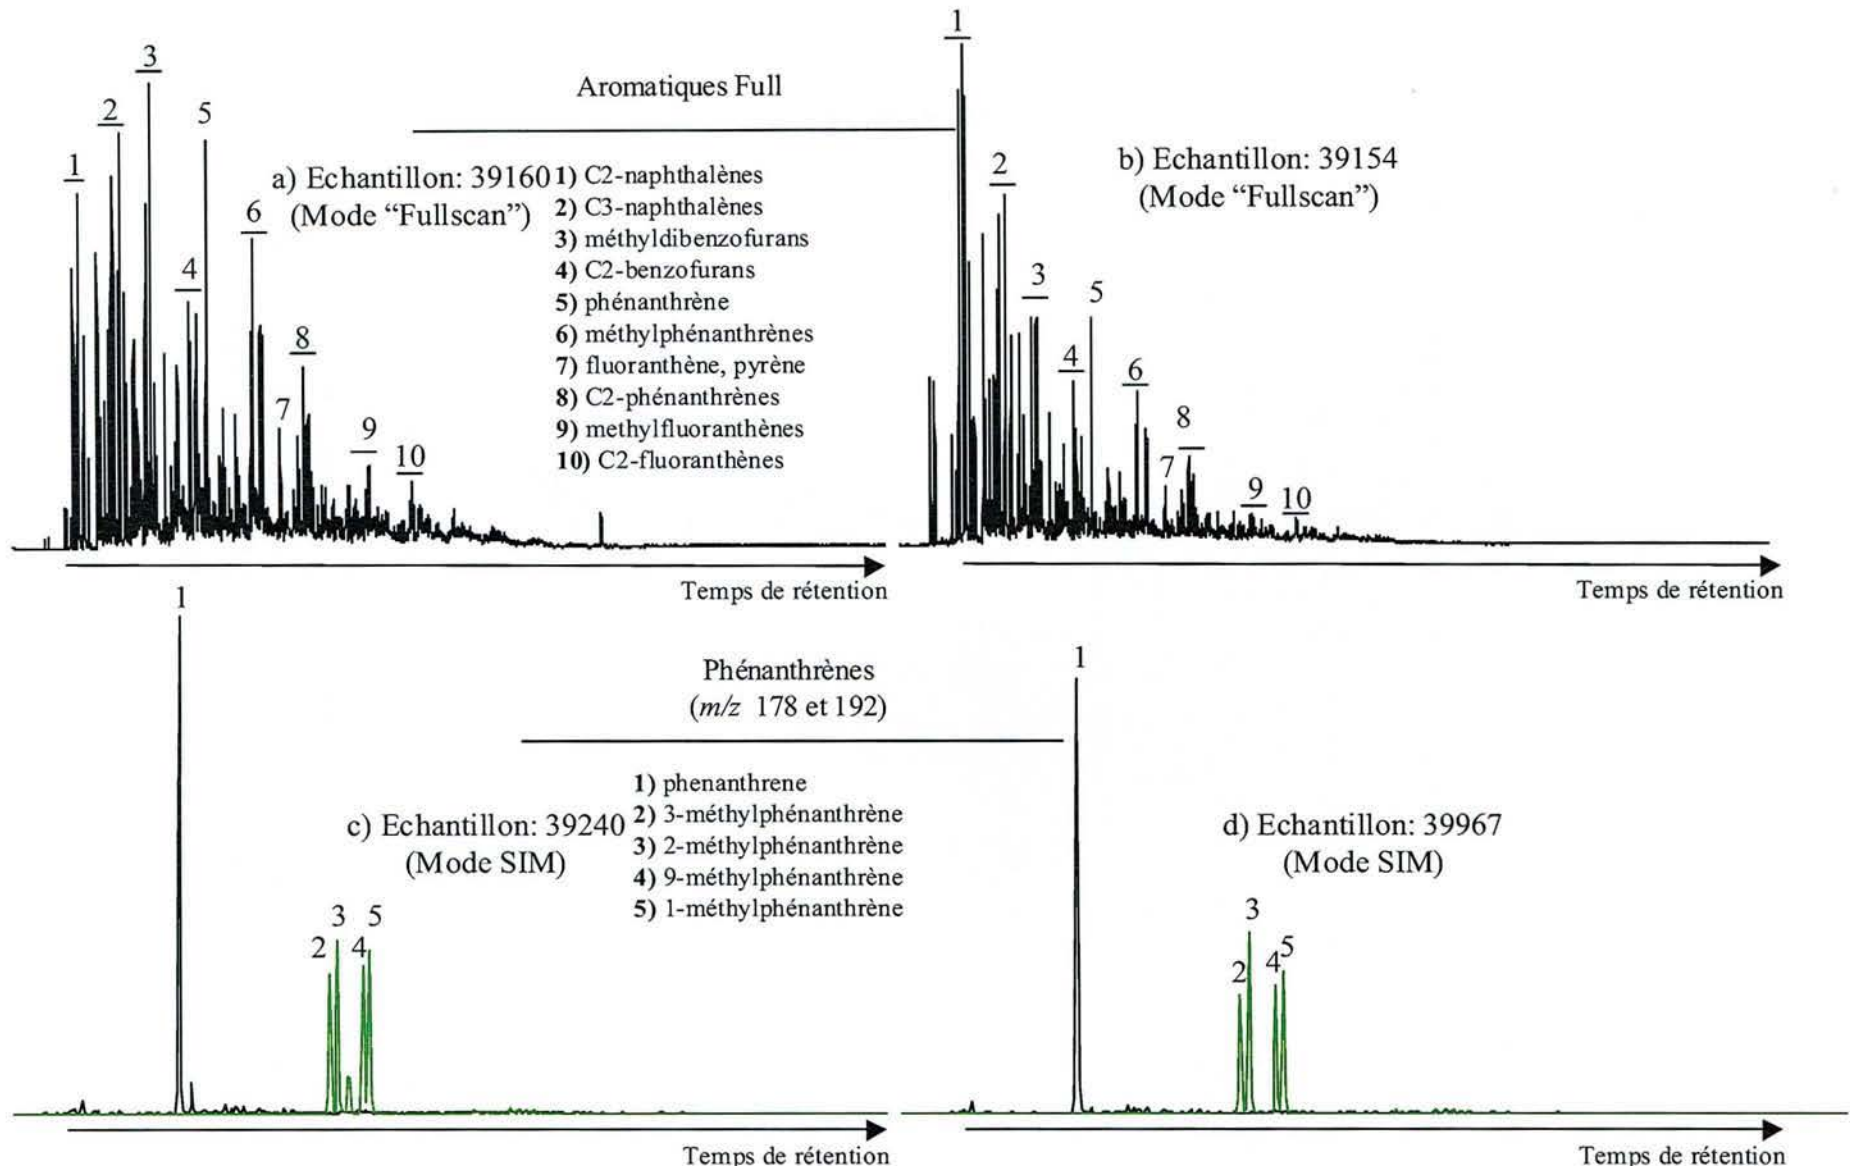 Aromatiques Full
1
2
3
4
5
6
7
8
9
10
a) Echantillon: 39160
(Mode “Fullscan”)
1) C2-naphthalènes
2) C3-naphthalènes
3) méthyldibenzofurans
4) C2-benzofurans
5) phénanthrène
6) méthylphénanthrènes
7) fluoranthène, pyrène
8) C2-phénanthrènes
9) methylfluoranthènes
10) C2-fluoranthènes
Temps de rétention
1
2
3
4
5
6
7
8
9
10
b) Echantillon: 39154
(Mode “Fullscan”)
Temps de rétention
Phénanthrènes
(m/z 178 et 192)
1
2
3
4
5
c) Echantillon: 39240
(Mode SIM)
1) phenanthrene
2) 3-méthylphénanthrène
3) 2-méthylphénanthrène
4) 9-méthylphénanthrène
5) 1-méthylphénanthrène
Temps de rétention
1
2
3
4
5
d) Echantillon: 39967
(Mode SIM)
Temps de rétention